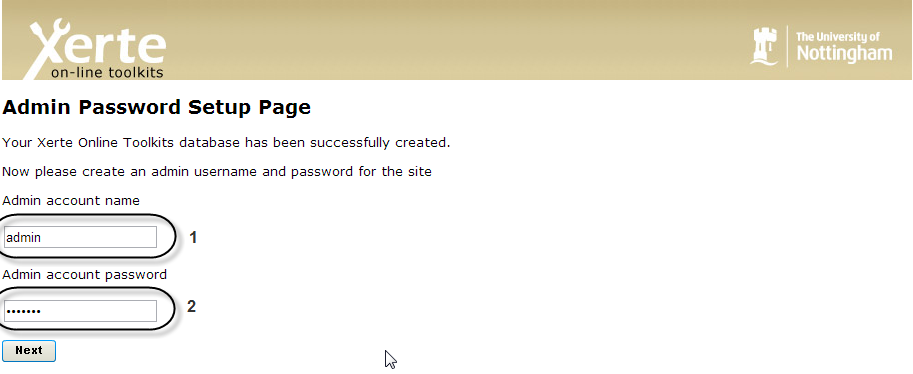 Xerte
on-line toolkits
The University of
Nottingham
Admin Password Setup Page
Your Xerte Online Toolkits database has been successfully created.
Now please create an admin username and password for the site
Admin account name
admin
1
Admin account password
•••••••
2
Next